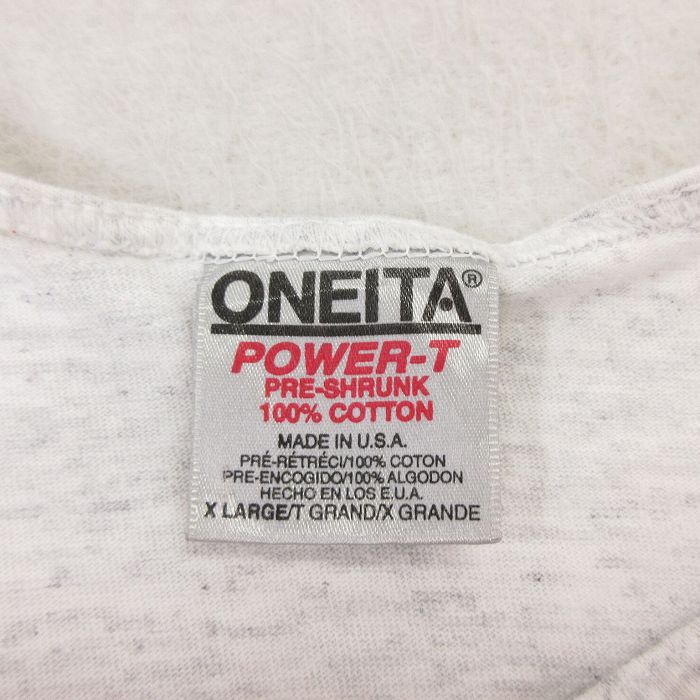 ONEITA®
POWER-T
PRE-SHRUNK
100% COTTON
MADE IN U.S.A.
PRÉ-RÉTRÉCI/100% COTON
PRE-ENCOGIDO/100% ALGODON
HECHO EN LOS E.U.A.
X LARGE/T GRAND/X GRANDE